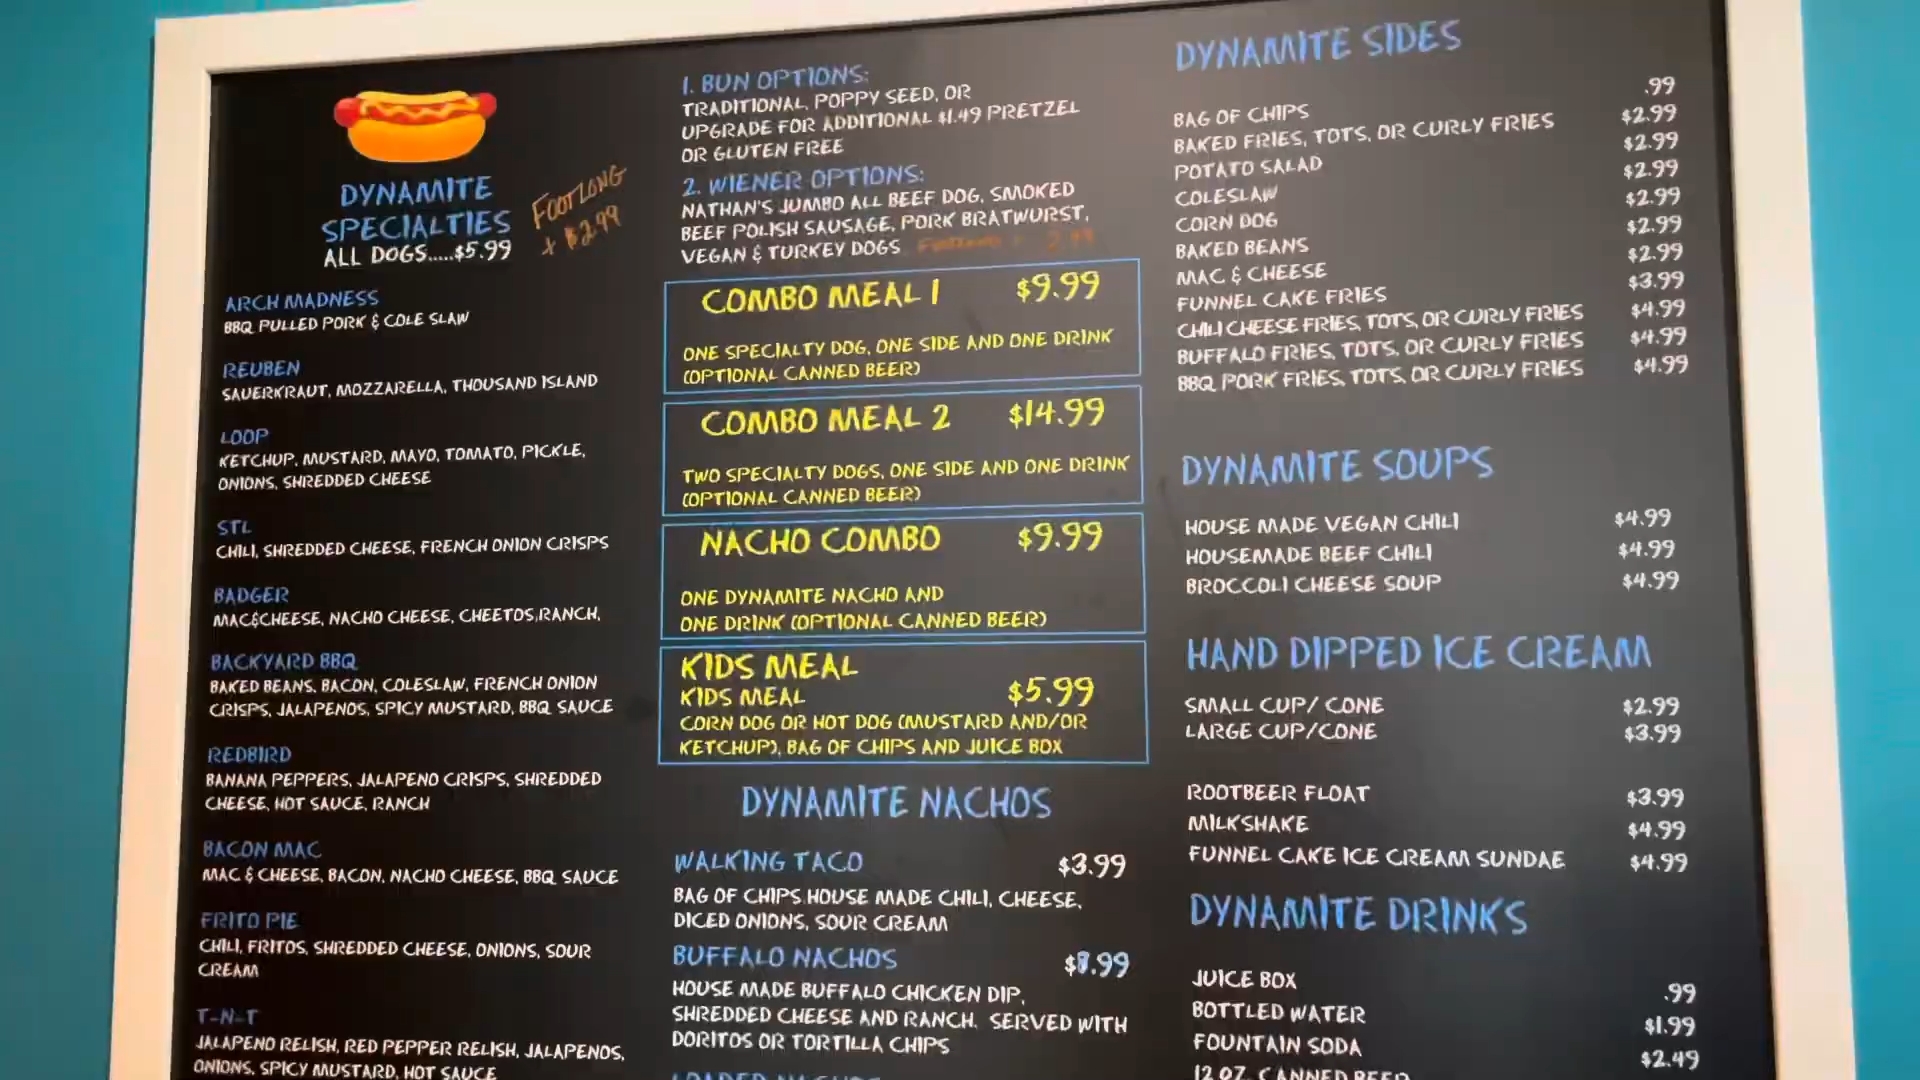 DYNAMITE
SPECIALTIES
ALL DOGS.....$5.99
FOOTLONG
+ $2.99
ARCH MADNESS
BBQ PULLED PORK & COLE SLAW
REUBEN
SAUERKRAUT, MOZZARELLA, THOUSAND ISLAND
LOOP
KETCHUP, MUSTARD, MAYO, TOMATO, PICKLE,
ONIONS, SHREDDED CHEESE
STL
CHILI, SHREDDED CHEESE, FRENCH ONION CRISPS
BADGER
MAC&CHEESE, NACHO CHEESE, CHEETOS,RANCH,
BACKYARD BBQ
BAKED BEANS, BACON, COLESLAW, FRENCH ONION
CRISPS, JALAPENOS, SPICY MUSTARD, BBQ SAUCE
REDBIRD
BANANA PEPPERS, JALAPENO CRISPS, SHREDDED
CHEESE, HOT SAUCE, RANCH
BACON MAC
MAC & CHEESE, BACON, NACHO CHEESE, BBQ SAUCE
FRITO PIE
CHILI, FRITOS, SHREDDED CHEESE, ONIONS, SOUR
CREAM
T-N-T
JALAPENO RELISH, RED PEPPER RELISH, JALAPENOS,
ONIONS, SPICY MUSTARD, HOT SAUCE
1. BUN OPTIONS:
TRADITIONAL, POPPY SEED, OR
UPGRADE FOR ADDITIONAL $1.49 PRETZEL
OR GLUTEN FREE
2. WIENER OPTIONS:
NATHAN'S JUMBO ALL BEEF DOG, SMOKED
BEEF POLISH SAUSAGE, PORK BRATWURST,
VEGAN & TURKEY DOGS
COMBO MEAL 1 $9.99
ONE SPECIALTY DOG, ONE SIDE AND ONE DRINK
(OPTIONAL CANNED BEER)
COMBO MEAL 2 $14.99
TWO SPECIALTY DOGS, ONE SIDE AND ONE DRINK
(OPTIONAL CANNED BEER)
NACHO COMBO $9.99
ONE DYNAMITE NACHO AND
ONE DRINK (OPTIONAL CANNED BEER)
KIDS MEAL
KIDS MEAL $5.99
CORN DOG OR HOT DOG (MUSTARD AND/OR
KETCHUP), BAG OF CHIPS AND JUICE BOX
DYNAMITE NACHOS
WALKING TACO $3.99
BAG OF CHIPS,HOUSE MADE CHILI, CHEESE,
DICED ONIONS, SOUR CREAM
BUFFALO NACHOS $8.99
HOUSE MADE BUFFALO CHICKEN DIP,
SHREDDED CHEESE AND RANCH. SERVED WITH
DORITOS OR TORTILLA CHIPS
DYNAMITE SIDES
BAG OF CHIPS .99
BAKED FRIES, TOTS, OR CURLY FRIES $2.99
POTATO SALAD $2.99
COLESLAW $2.99
CORN DOG $2.99
BAKED BEANS $2.99
MAC & CHEESE $2.99
FUNNEL CAKE FRIES $3.99
CHILI CHEESE FRIES, TOTS, OR CURLY FRIES $4.99
BUFFALO FRIES, TOTS, OR CURLY FRIES $4.99
BBQ PORK FRIES, TOTS, OR CURLY FRIES $4.99
DYNAMITE SOUPS
HOUSE MADE VEGAN CHILI $4.99
HOUSEMADE BEEF CHILI $4.99
BROCCOLI CHEESE SOUP $4.99
HAND DIPPED ICE CREAM
SMALL CUP/ CONE $2.99
LARGE CUP/CONE $3.99
ROOTBEER FLOAT $3.99
MILKSHAKE $4.99
FUNNEL CAKE ICE CREAM SUNDAE $4.99
DYNAMITE DRINKS
JUICE BOX .99
BOTTLED WATER $1.99
FOUNTAIN SODA $2.49
12 OZ. CANNED BEER